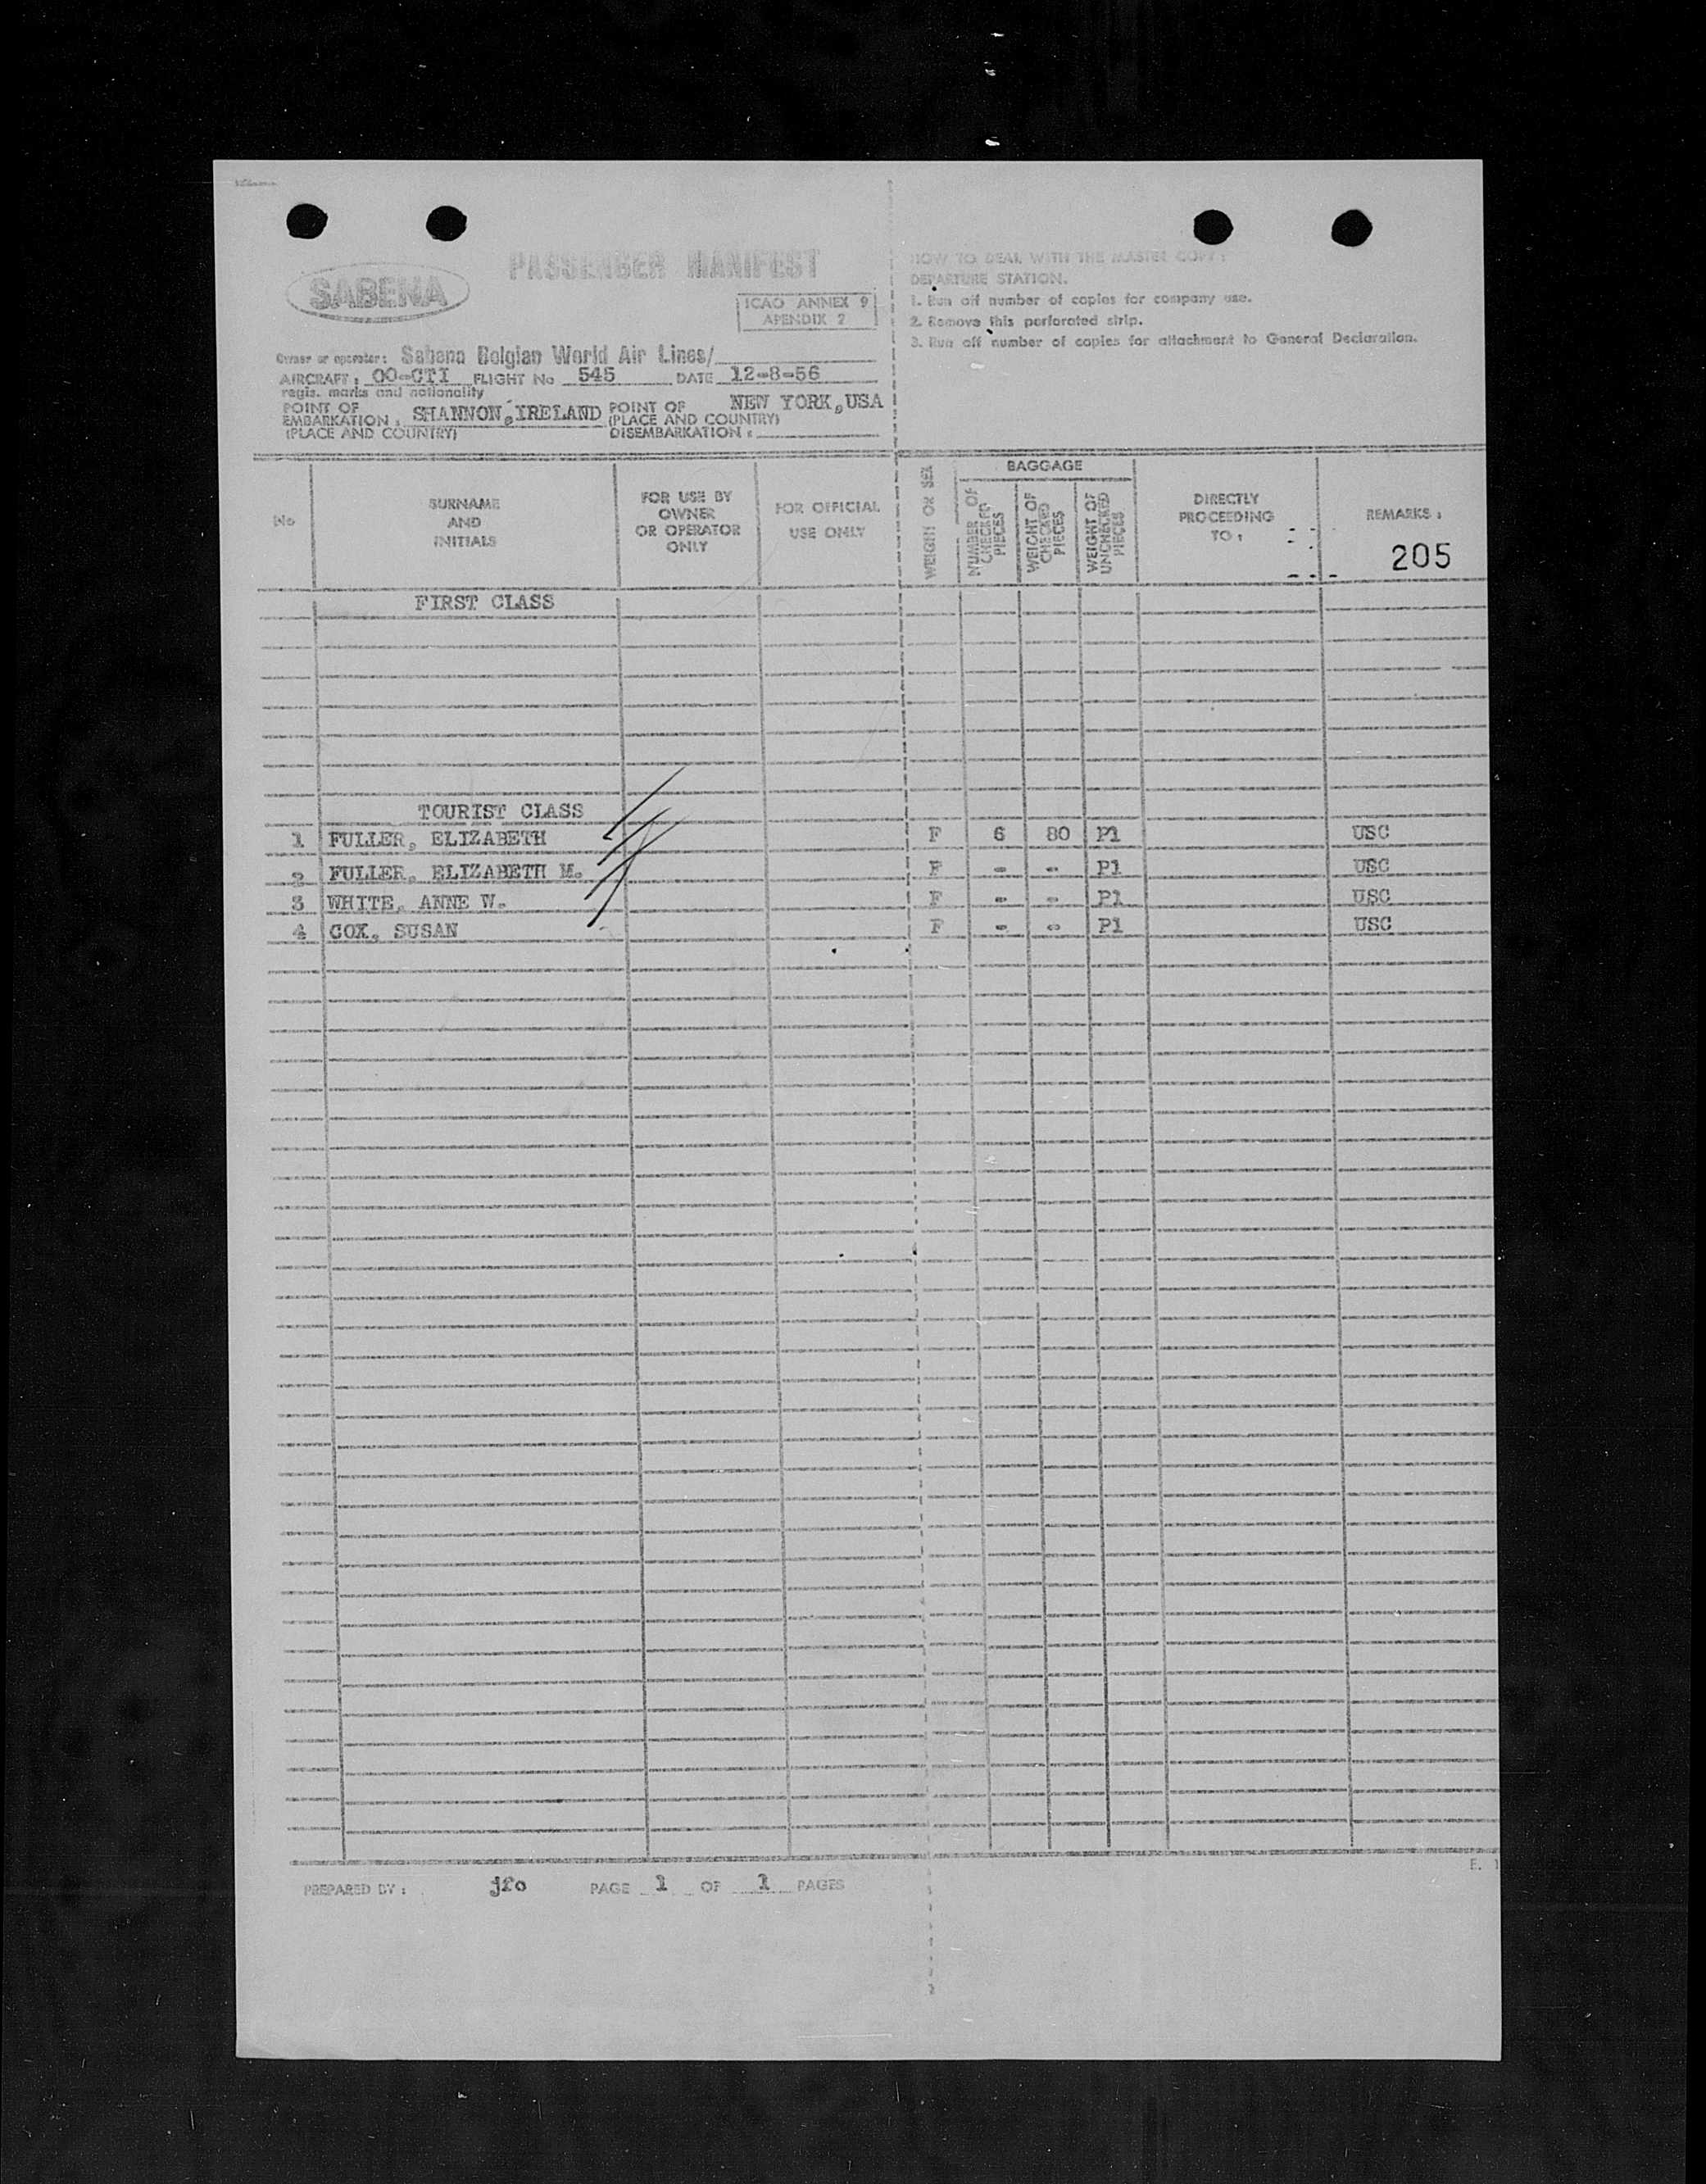 PASSENGER MANIFEST
SABENA
ICAO ANNEX 9
APENDIX 2
HOW TO DEAL WITH THE MASTER COPY :
DEPARTURE STATION.
1. Run off number of copies for company use.
2. Remove this perforated strip.
3. Run off number of copies for attachment to General Declaration.
Owner or operator: Sabena Belgian World Air Lines/
AIRCRAFT : OO-CTI FLIGHT No 545 DATE 12-8-56
regis. marks and nationality
POINT OF EMBARKATION : SHANNON,IRELAND POINT OF NEW YORK,USA
(PLACE AND COUNTRY) (PLACE AND COUNTRY)
DISEMBARKATION :
No
SURNAME
AND
INITIALS
FOR USE BY
OWNER
OR OPERATOR
ONLY
FOR OFFICIAL
USE ONLY
WEIGHT OR SEX
BAGGAGE
NUMBER OF
CHECKED
PIECES
WEIGHT OF
CHECKED
PIECES
WEIGHT OF
UNCHECKED
PIECES
DIRECTLY
PROCEEDING
TO :
REMARKS :
205
FIRST CLASS
TOURIST CLASS
1 FULLER, ELIZABETH F 6 80 P1 USC
2 FULLER, ELIZABETH M. F - - P1 USC
3 WHITE, ANNE W. F - - P1 USC
4 COX, SUSAN F - - P1 USC
PREPARED BY : jfo PAGE 1 OF 1 PAGES